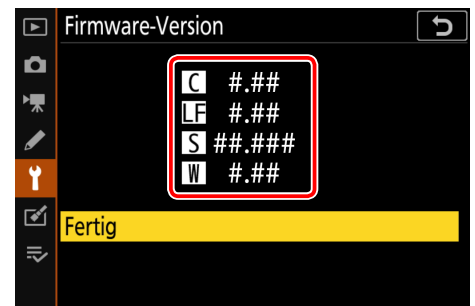 Firmware-Version
C #.##
LF #.##
S ##.###
W #.##
Fertig